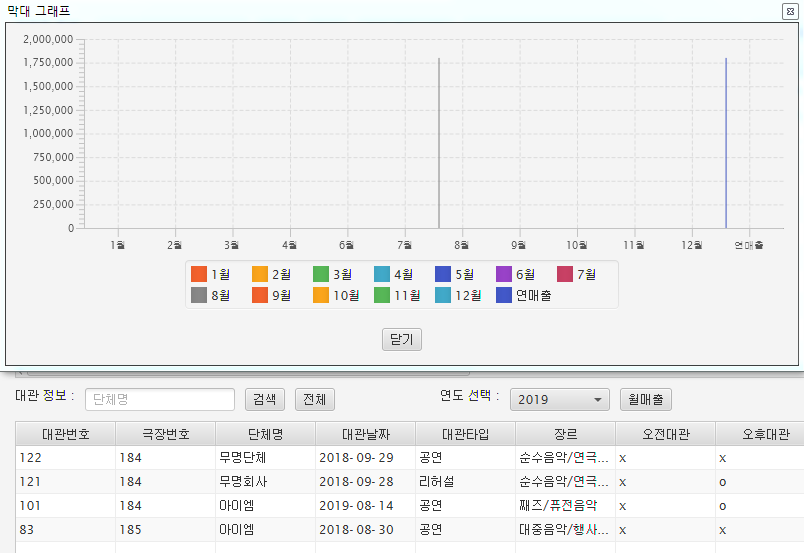 막대 그래프
2,000,000
1,750,000
1,500,000
1,250,000
1,000,000
750,000
500,000
250,000
0
1월 2월 3월 4월 6월 7월 8월 9월 10월 11월 12월 연매출
1월 2월 3월 4월 5월 6월 7월
8월 9월 10월 11월 12월 연매출
닫기
대관 정보 : 단체명 검색 전체 연도 선택 : 2019 월매출
대관번호 극장번호 단체명 대관날짜 대관타입 장르 오전대관 오후대관
122 184 무명단체 2018-09-29 공연 순수음악/연극... x x
121 184 무명회사 2018-09-28 리허설 순수음악/연극... x o
101 184 아이엠 2019-08-14 공연 째즈/퓨전음악 x o
83 185 아이엠 2018-08-30 공연 대중음악/행사... x x